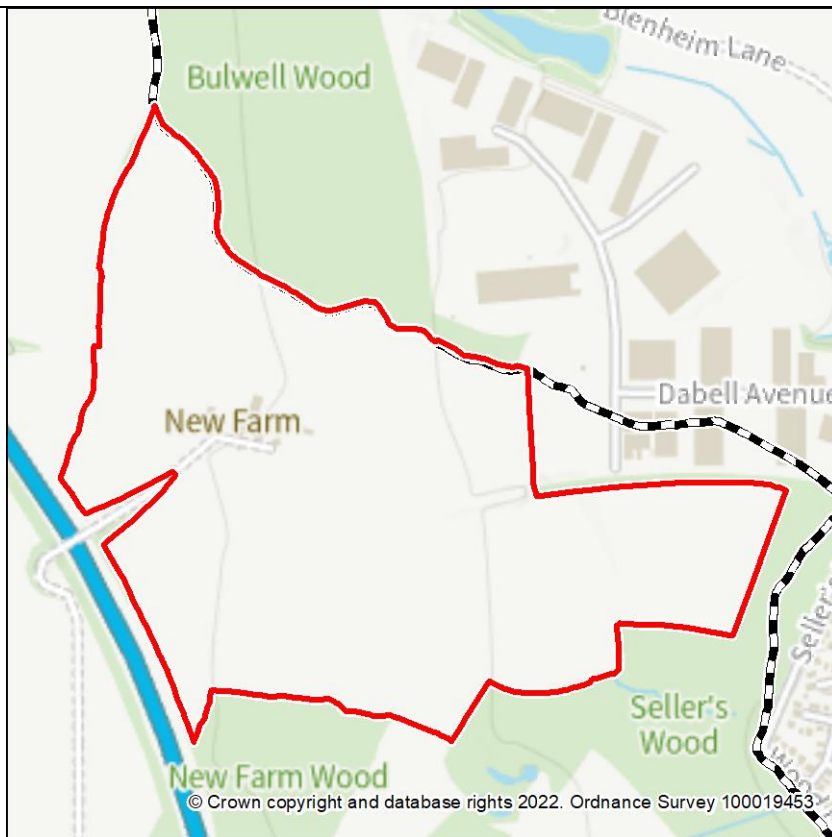 Blenheim Lane
Bulwell Wood
Dabell Avenue
New Farm
Seller's
Seller's
Wood
New Farm Wood
© Crown copyright and database rights 2022. Ordnance Survey 100019453